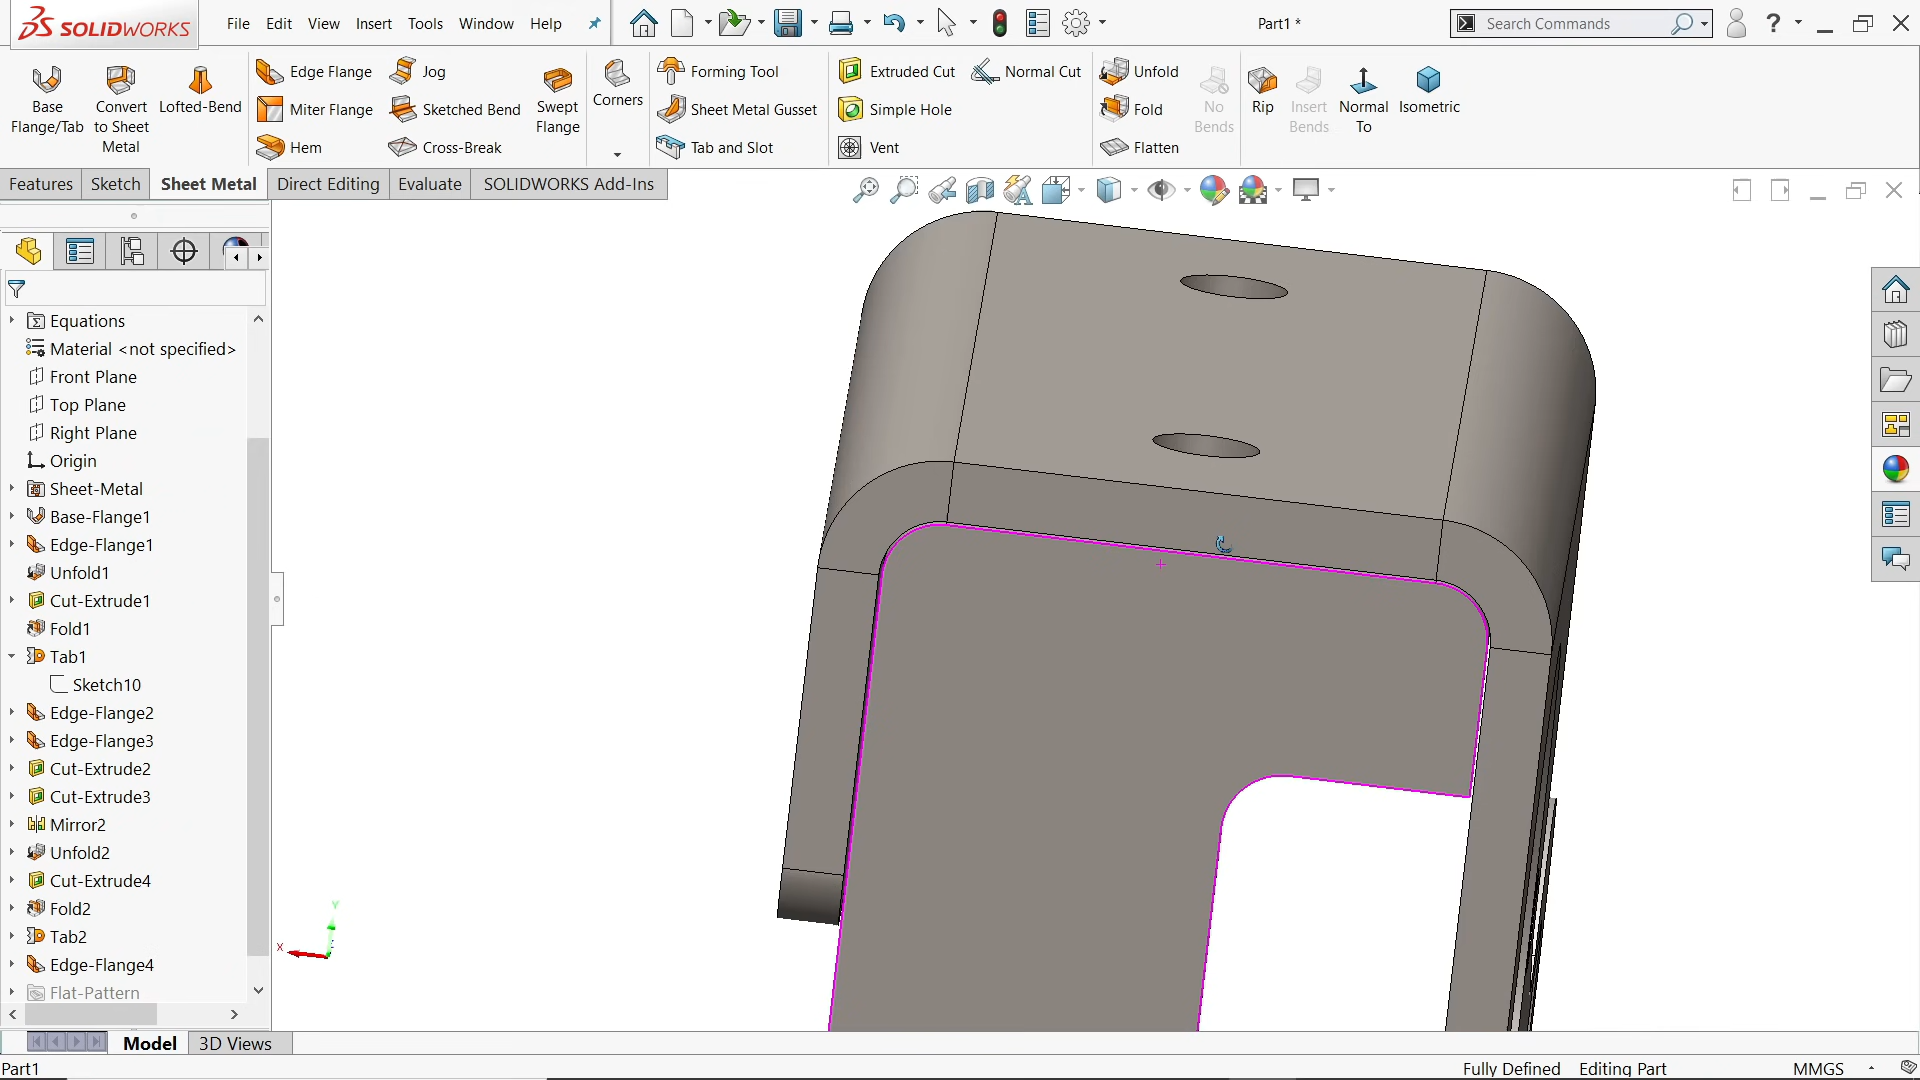 SOLIDWORKS
File Edit View Insert Tools Window Help
Part1 *
Search Commands
?
Base Flange/Tab
Convert to Sheet Metal
Lofted-Bend
Edge Flange
Miter Flange
Hem
Jog
Sketched Bend
Cross-Break
Swept Flange
Corners
Forming Tool
Sheet Metal Gusset
Tab and Slot
Extruded Cut
Simple Hole
Vent
Normal Cut
Unfold
Fold
Flatten
No Bends
Rip
Insert Bends
Normal To
Isometric
Features Sketch Sheet Metal Direct Editing Evaluate SOLIDWORKS Add-Ins
Equations
Material <not specified>
Front Plane
Top Plane
Right Plane
Origin
Sheet-Metal
Base-Flange1
Edge-Flange1
Unfold1
Cut-Extrude1
Fold1
Tab1
Sketch10
Edge-Flange2
Edge-Flange3
Cut-Extrude2
Cut-Extrude3
Mirror2
Unfold2
Cut-Extrude4
Fold2
Tab2
Edge-Flange4
Flat-Pattern
Y
X
Z
Model 3D Views
Part1
Fully Defined Editing Part MMGS